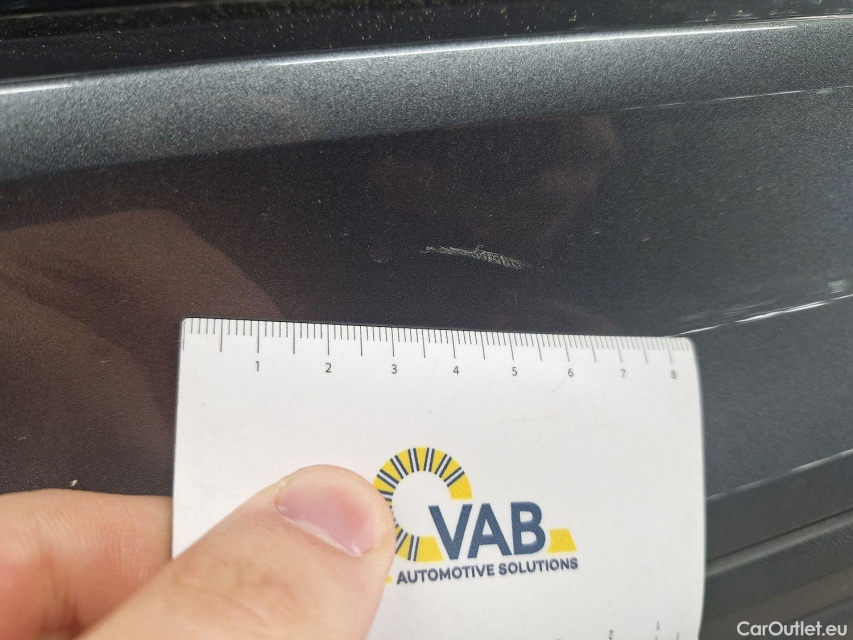 1 2 3 4 5 6 7 8
VAB
AUTOMOTIVE SOLUTIONS
CarOutlet.eu